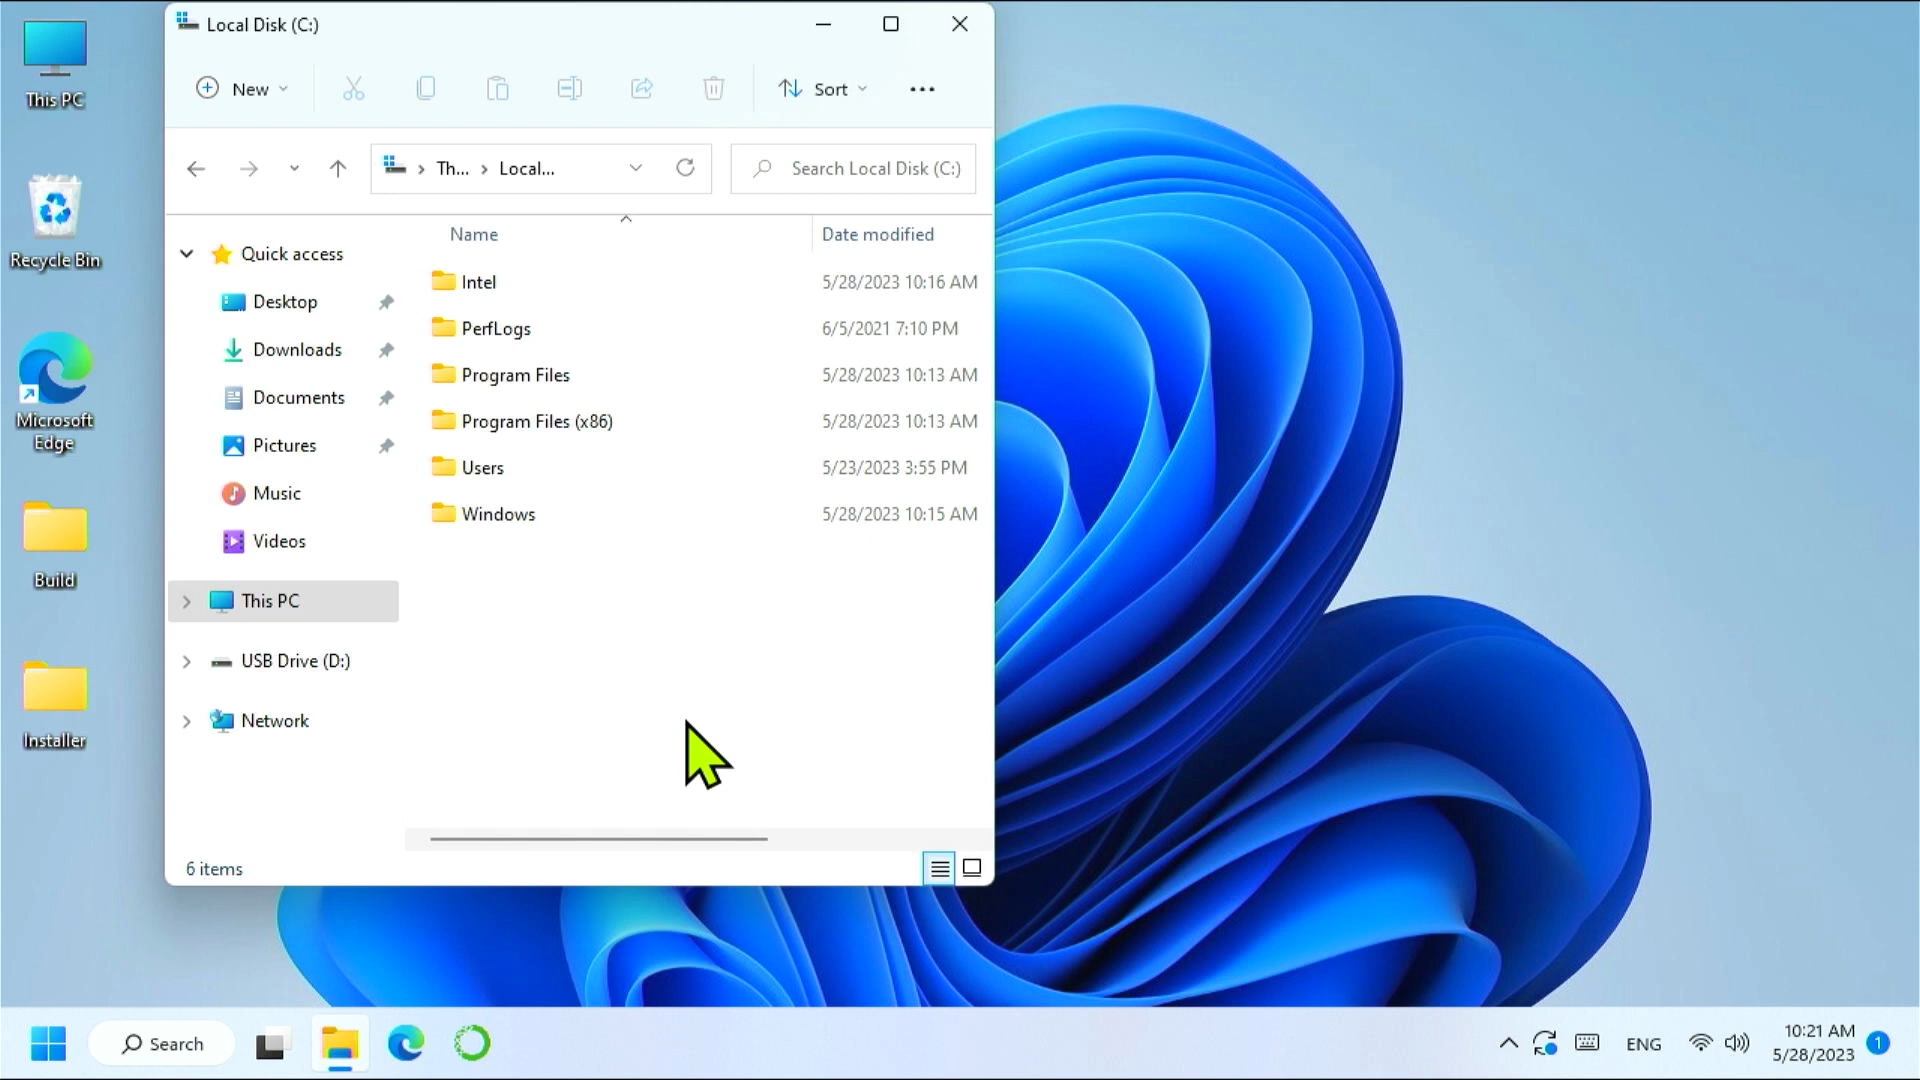 This PC
Recycle Bin
Microsoft
Edge
Build
Installer
Local Disk (C:)
New
Sort
Th...
Local...
Search Local Disk (C:)
Name
Date modified
Quick access
Desktop
Downloads
Documents
Pictures
Music
Videos
This PC
USB Drive (D:)
Network
Intel 5/28/2023 10:16 AM
PerfLogs 6/5/2021 7:10 PM
Program Files 5/28/2023 10:13 AM
Program Files (x86) 5/28/2023 10:13 AM
Users 5/23/2023 3:55 PM
Windows 5/28/2023 10:15 AM
6 items
Search
ENG
10:21 AM
5/28/2023
1